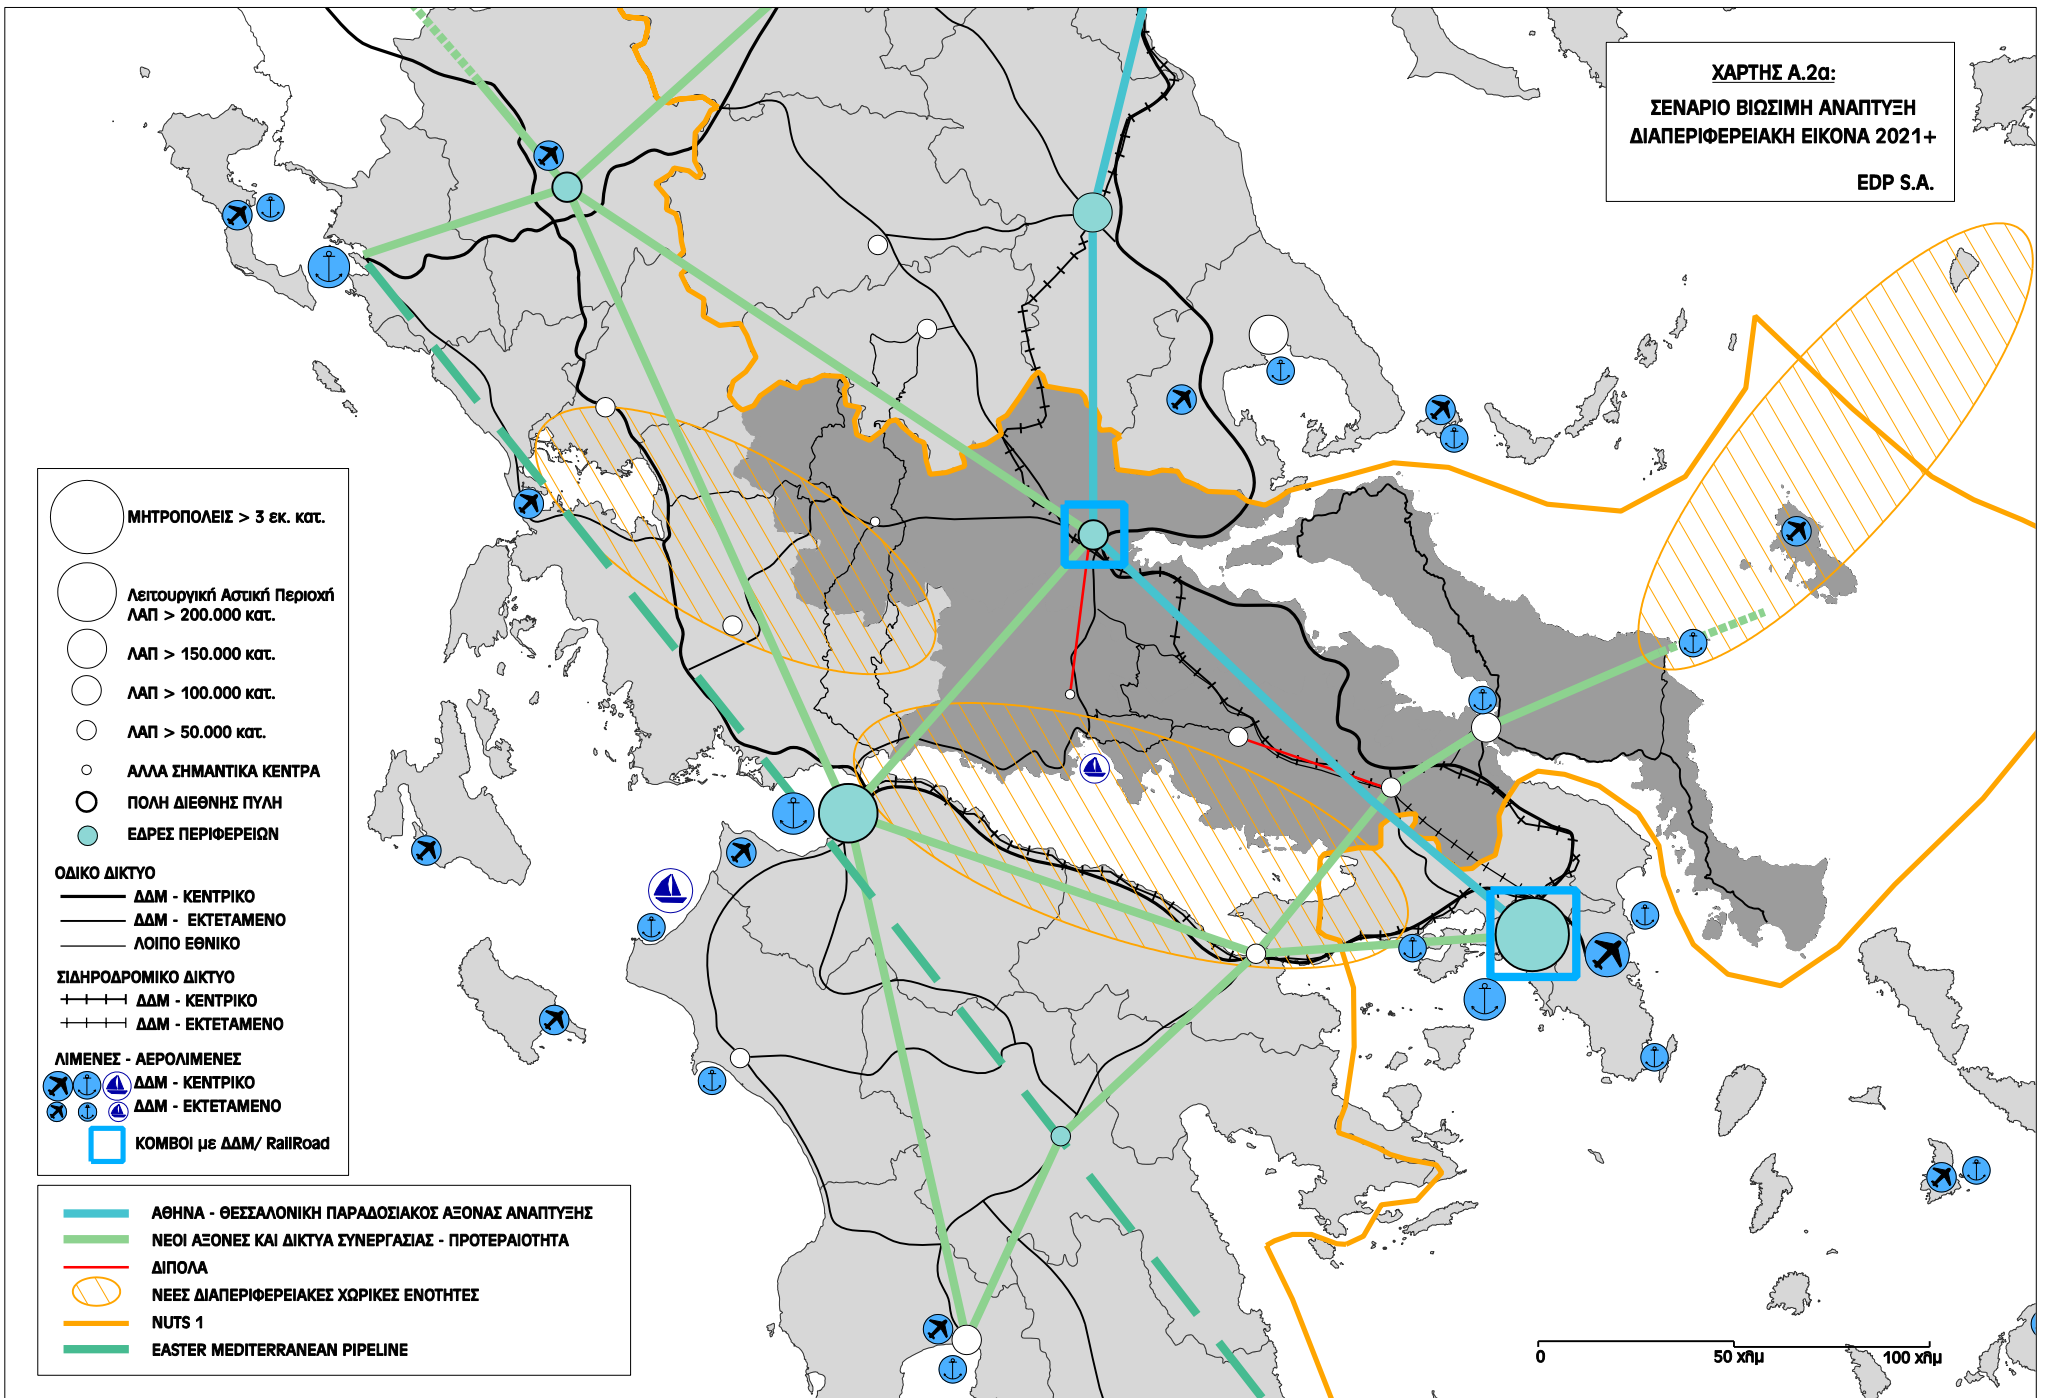 ΧΑΡΤΗΣ Α.2α:
ΣΕΝΑΡΙΟ ΒΙΩΣΙΜΗ ΑΝΑΠΤΥΞΗ
ΔΙΑΠΕΡΙΦΕΡΕΙΑΚΗ ΕΙΚΟΝΑ 2021+
EDP S.A.
ΜΗΤΡΟΠΟΛΕΙΣ > 3 εκ. κατ.
Λειτουργική Αστική Περιοχή
ΛΑΠ > 200.000 κατ.
ΛΑΠ > 150.000 κατ.
ΛΑΠ > 100.000 κατ.
ΛΑΠ > 50.000 κατ.
ΑΛΛΑ ΣΗΜΑΝΤΙΚΑ ΚΕΝΤΡΑ
ΠΟΛΗ ΔΙΕΘΝΗΣ ΠΥΛΗ
ΕΔΡΕΣ ΠΕΡΙΦΕΡΕΙΩΝ
ΟΔΙΚΟ ΔΙΚΤΥΟ
ΔΔΜ - ΚΕΝΤΡΙΚΟ
ΔΔΜ - ΕΚΤΕΤΑΜΕΝΟ
ΛΟΙΠΟ ΕΘΝΙΚΟ
ΣΙΔΗΡΟΔΡΟΜΙΚΟ ΔΙΚΤΥΟ
ΔΔΜ - ΚΕΝΤΡΙΚΟ
ΔΔΜ - ΕΚΤΕΤΑΜΕΝΟ
ΛΙΜΕΝΕΣ - ΑΕΡΟΛΙΜΕΝΕΣ
ΔΔΜ - ΚΕΝΤΡΙΚΟ
ΔΔΜ - ΕΚΤΕΤΑΜΕΝΟ
ΚΟΜΒΟΙ με ΔΔΜ/ RailRoad
ΑΘΗΝΑ - ΘΕΣΣΑΛΟΝΙΚΗ ΠΑΡΑΔΟΣΙΑΚΟΣ ΑΞΟΝΑΣ ΑΝΑΠΤΥΞΗΣ
ΝΕΟΙ ΑΞΟΝΕΣ ΚΑΙ ΔΙΚΤΥΑ ΣΥΝΕΡΓΑΣΙΑΣ - ΠΡΟΤΕΡΑΙΟΤΗΤΑ
ΔΙΠΟΛΑ
ΝΕΕΣ ΔΙΑΠΕΡΙΦΕΡΕΙΑΚΕΣ ΧΩΡΙΚΕΣ ΕΝΟΤΗΤΕΣ
NUTS 1
EASTER MEDITERRANEAN PIPELINE
0 50 χλμ 100 χλμ